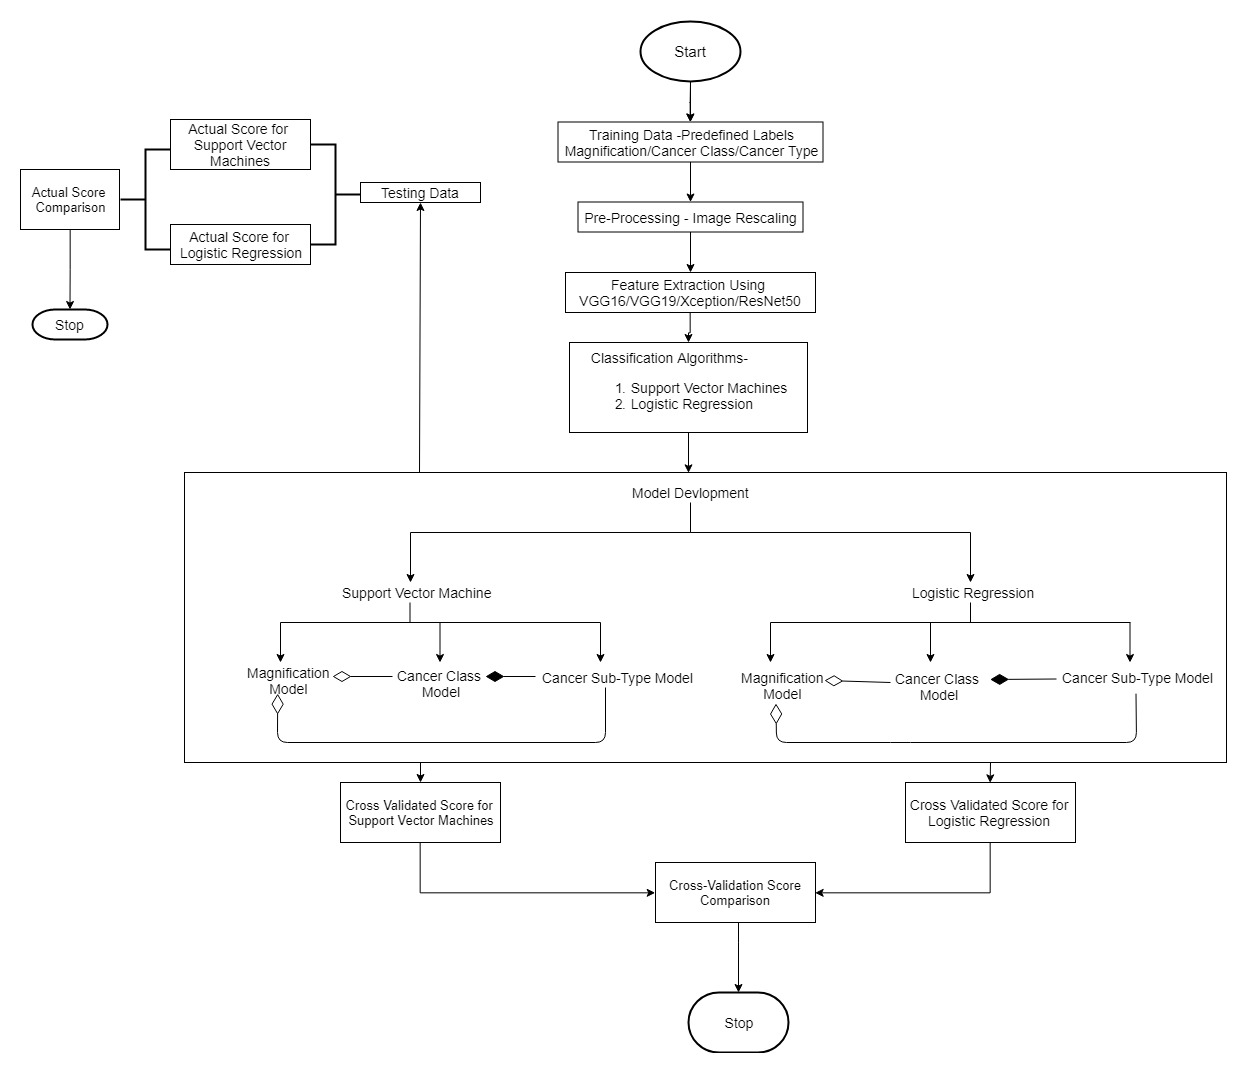 Start
Training Data -Predefined Labels
Magnification/Cancer Class/Cancer Type
Pre-Processing - Image Rescaling
Feature Extraction Using
VGG16/VGG19/Xception/ResNet50
Classification Algorithms-
1. Support Vector Machines
2. Logistic Regression
Actual Score for
Support Vector
Machines
Actual Score
Comparison
Testing Data
Actual Score for
Logistic Regression
Stop
Model Devlopment
Support Vector Machine
Logistic Regression
Magnification
Model
Cancer Class
Model
Cancer Sub-Type Model
Magnification
Model
Cancer Class
Model
Cancer Sub-Type Model
Cross Validated Score for
Support Vector Machines
Cross Validated Score for
Logistic Regression
Cross-Validation Score
Comparison
Stop